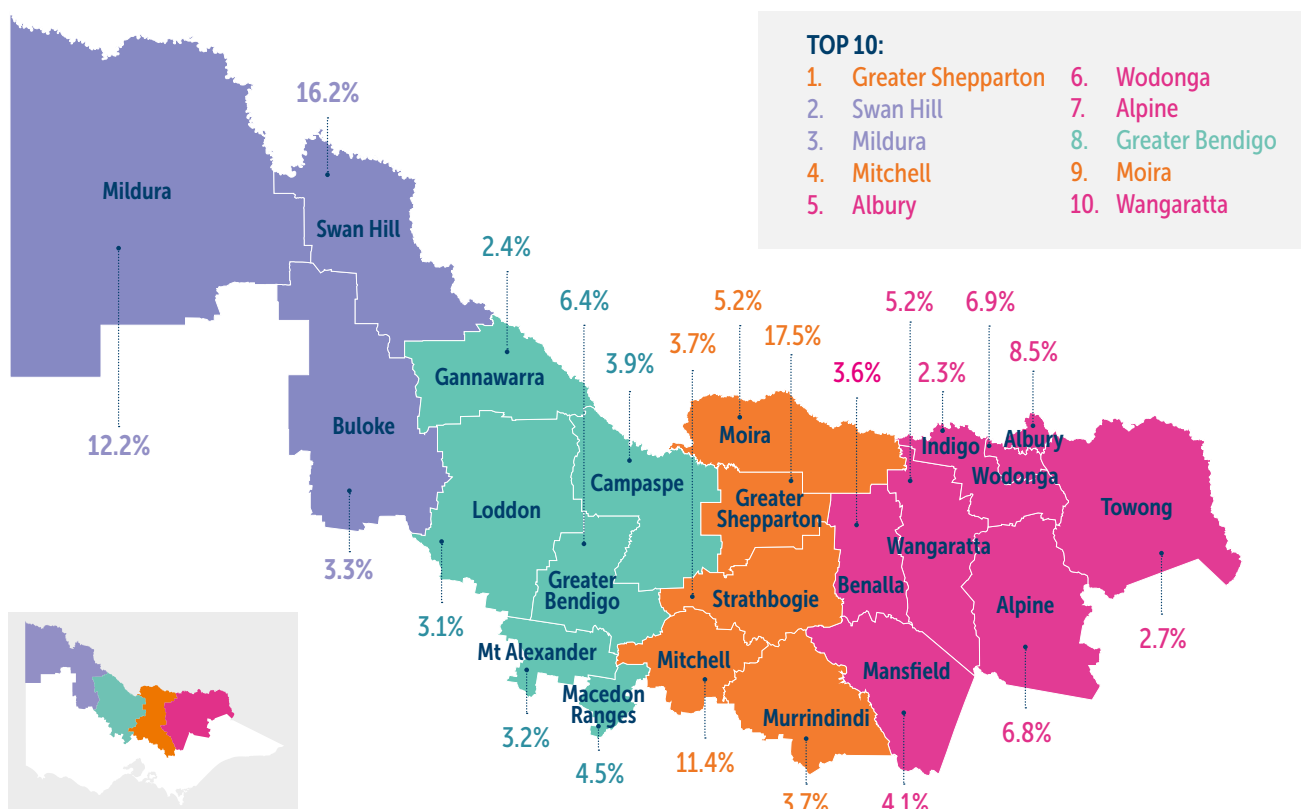 TOP 10:
1. Greater Shepparton
2. Swan Hill
3. Mildura
4. Mitchell
5. Albury
6. Wodonga
7. Alpine
8. Greater Bendigo
9. Moira
10. Wangaratta
16.2%
Mildura
Swan Hill
2.4%
6.4%
5.2%
5.2%
6.9%
3.7%
17.5%
8.5%
3.9%
3.6%
2.3%
Gannawarra
Buloke
12.2%
Moira
Indigo
Albury
Wodonga
Campaspe
Loddon
Greater
Shepparton
Towong
Wangaratta
3.3%
Greater
Bendigo
Strathbogie
Benalla
Alpine
3.1%
2.7%
Mt Alexander
Mitchell
Mansfield
Macedon
Ranges
Murrindindi
3.2%
6.8%
4.5%
11.4%
3.7%
4.1%